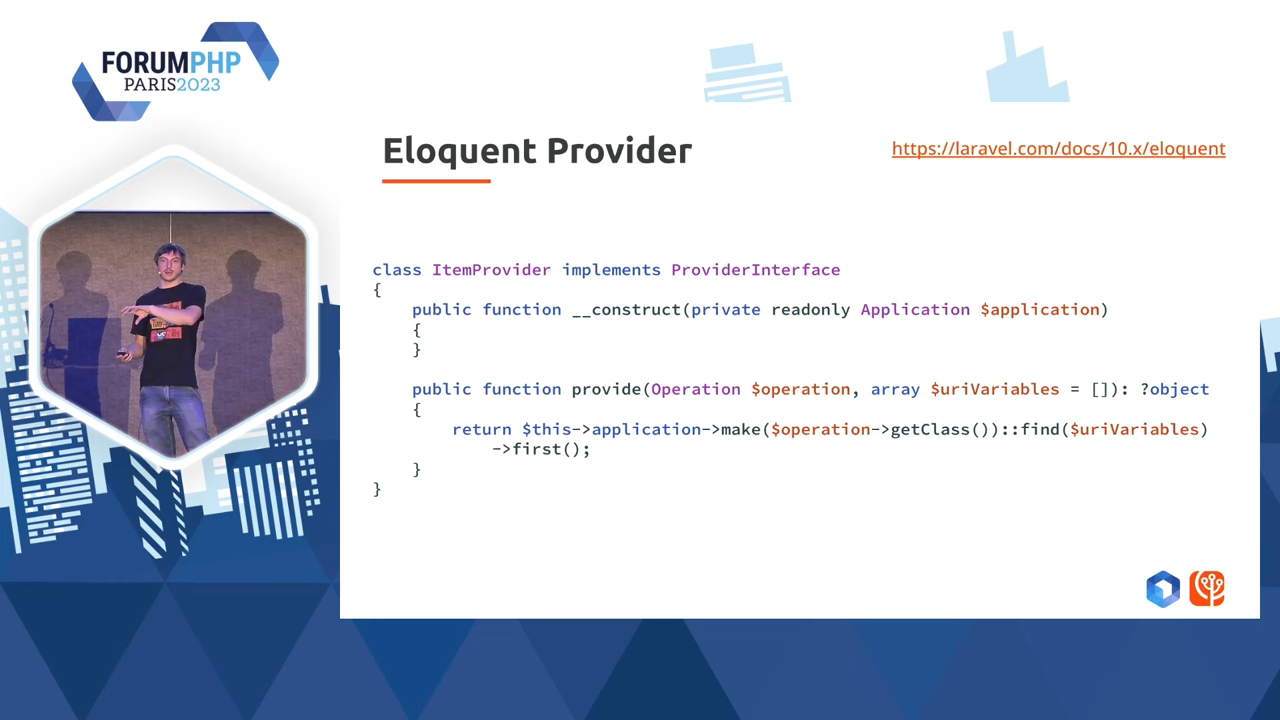 FORUMPHP
PARIS2023
Eloquent Provider
https://laravel.com/docs/10.x/eloquent
class ItemProvider implements ProviderInterface
{
    public function __construct(private readonly Application $application)
    {
    }
    public function provide(Operation $operation, array $uriVariables = []): ?object
    {
        return $this->application->make($operation->getClass())::find($uriVariables)
            ->first();
    }
}